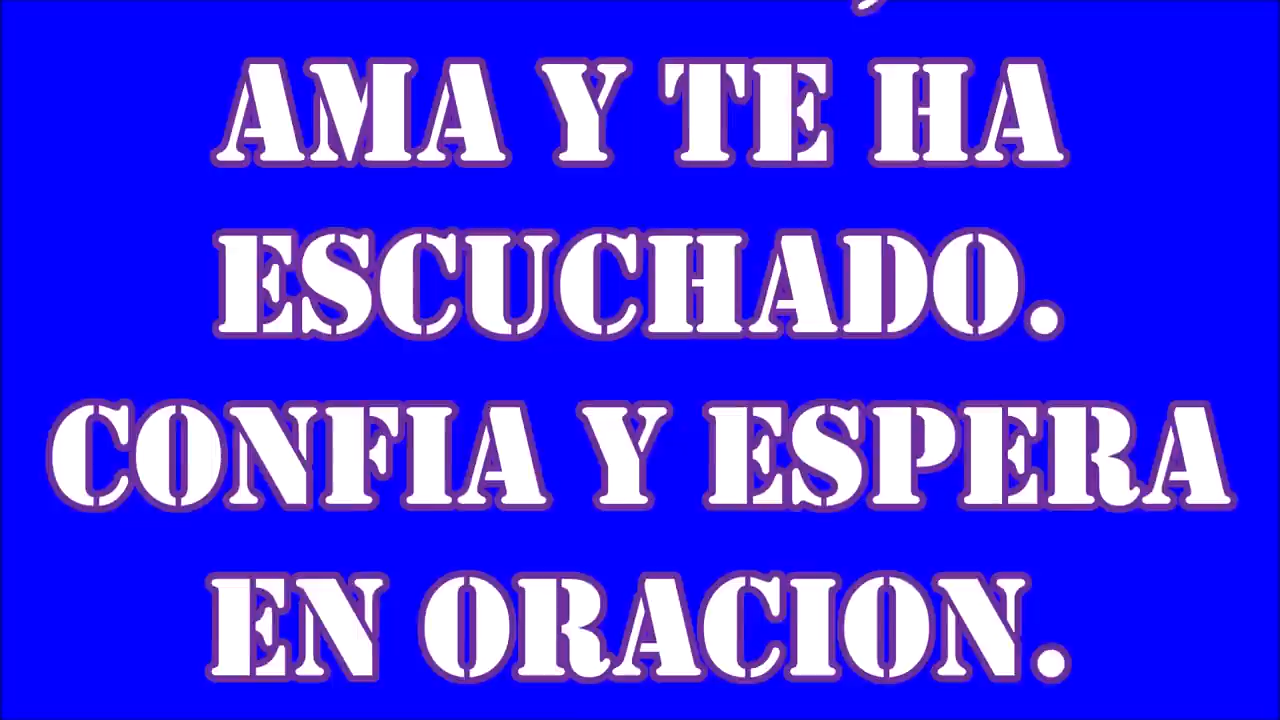 AMA Y TE HA
ESCUCHADO.
CONFIA Y ESPERA
EN ORACION.